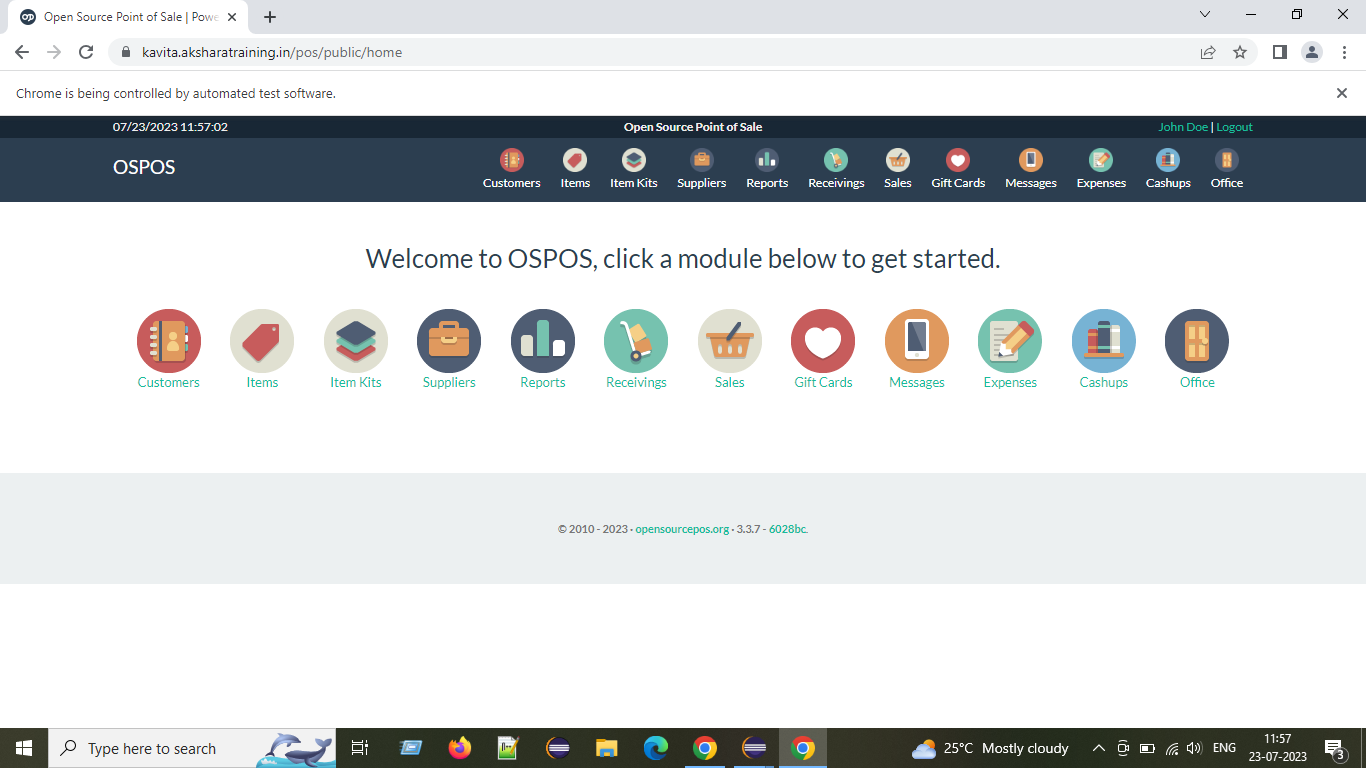 Open Source Point of Sale | Powe
kavita.aksharatraining.in/pos/public/home
Chrome is being controlled by automated test software.
07/23/2023 11:57:02 Open Source Point of Sale John Doe | Logout
OSPOS
Customers Items Item Kits Suppliers Reports Receivings Sales Gift Cards Messages Expenses Cashups Office
Welcome to OSPOS, click a module below to get started.
Customers Items Item Kits Suppliers Reports Receivings Sales Gift Cards Messages Expenses Cashups Office
© 2010 - 2023 · opensourcepos.org · 3.3.7 - 6028bc.
Type here to search
25°C Mostly cloudy
ENG
11:57
23-07-2023
3